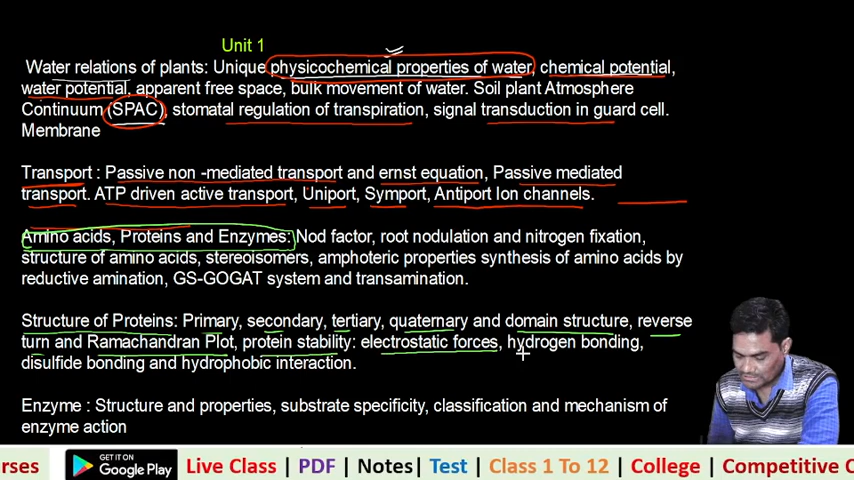 Unit 1
Water relations of plants: Unique physicochemical properties of water, chemical potential,
water potential, apparent free space, bulk movement of water. Soil plant Atmosphere
Continuum (SPAC), stomatal regulation of transpiration, signal transduction in guard cell.
Membrane
Transport : Passive non -mediated transport and ernst equation, Passive mediated
transport. ATP driven active transport, Uniport, Symport, Antiport Ion channels.
Amino acids, Proteins and Enzymes: Nod factor, root nodulation and nitrogen fixation,
structure of amino acids, stereoisomers, amphoteric properties synthesis of amino acids by
reductive amination, GS-GOGAT system and transamination.
Structure of Proteins: Primary, secondary, tertiary, quaternary and domain structure, reverse
turn and Ramachandran Plot, protein stability: electrostatic forces, hydrogen bonding,
disulfide bonding and hydrophobic interaction.
Enzyme : Structure and properties, substrate specificity, classification and mechanism of
enzyme action
urses
GET IT ON
Google Play
Live Class | PDF | Notes| Test | Class 1 To 12 | College | Competitive C